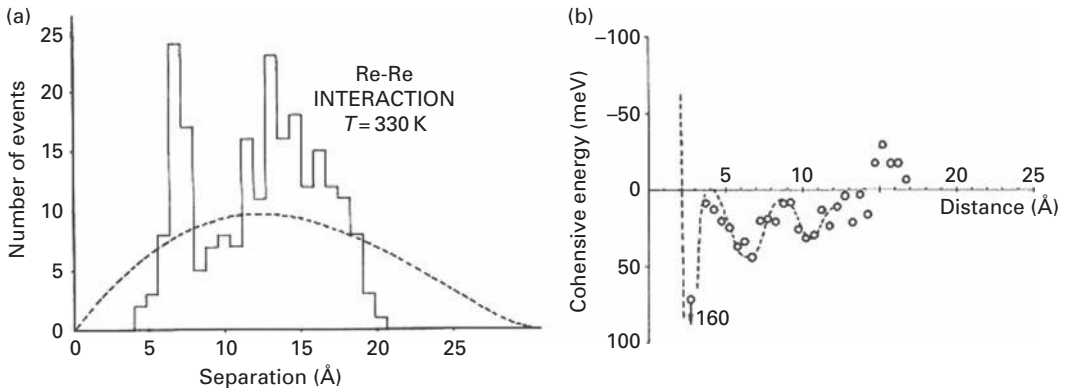 (a)
25
20
15
10
5
0
Number of events
Re-Re
INTERACTION
T = 330 K
0
5
10
15
20
25
Separation (Å)
(b)
–100
–50
0
50
100
Cohensive energy (meV)
5
10
15
20
25
Distance (Å)
160